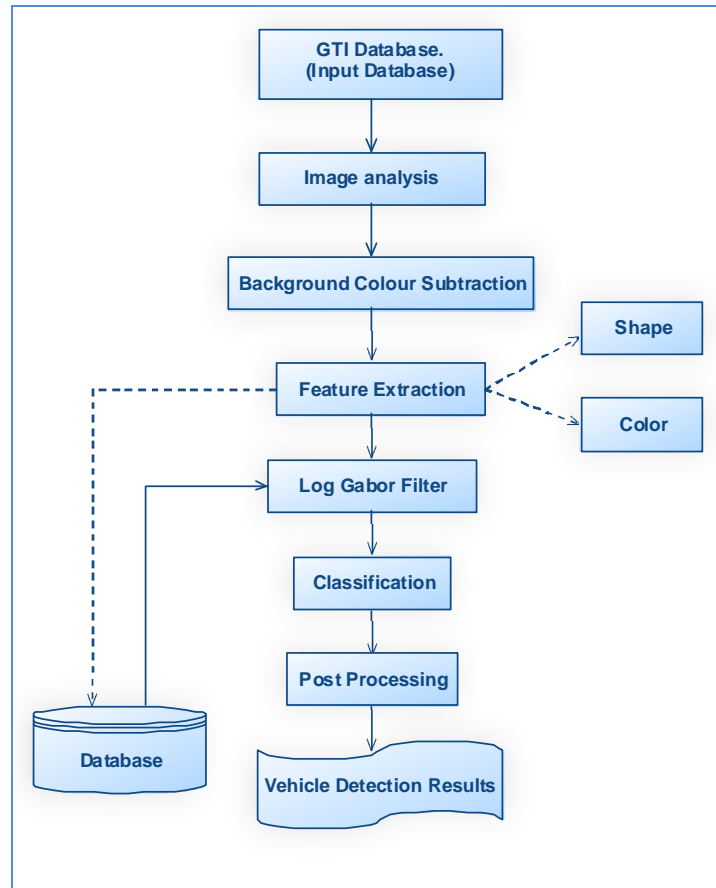 GTI Database.
(Input Database)
Image analysis
Background Colour Subtraction
Shape
Feature Extraction
Color
Log Gabor Filter
Classification
Post Processing
Database
Vehicle Detection Results